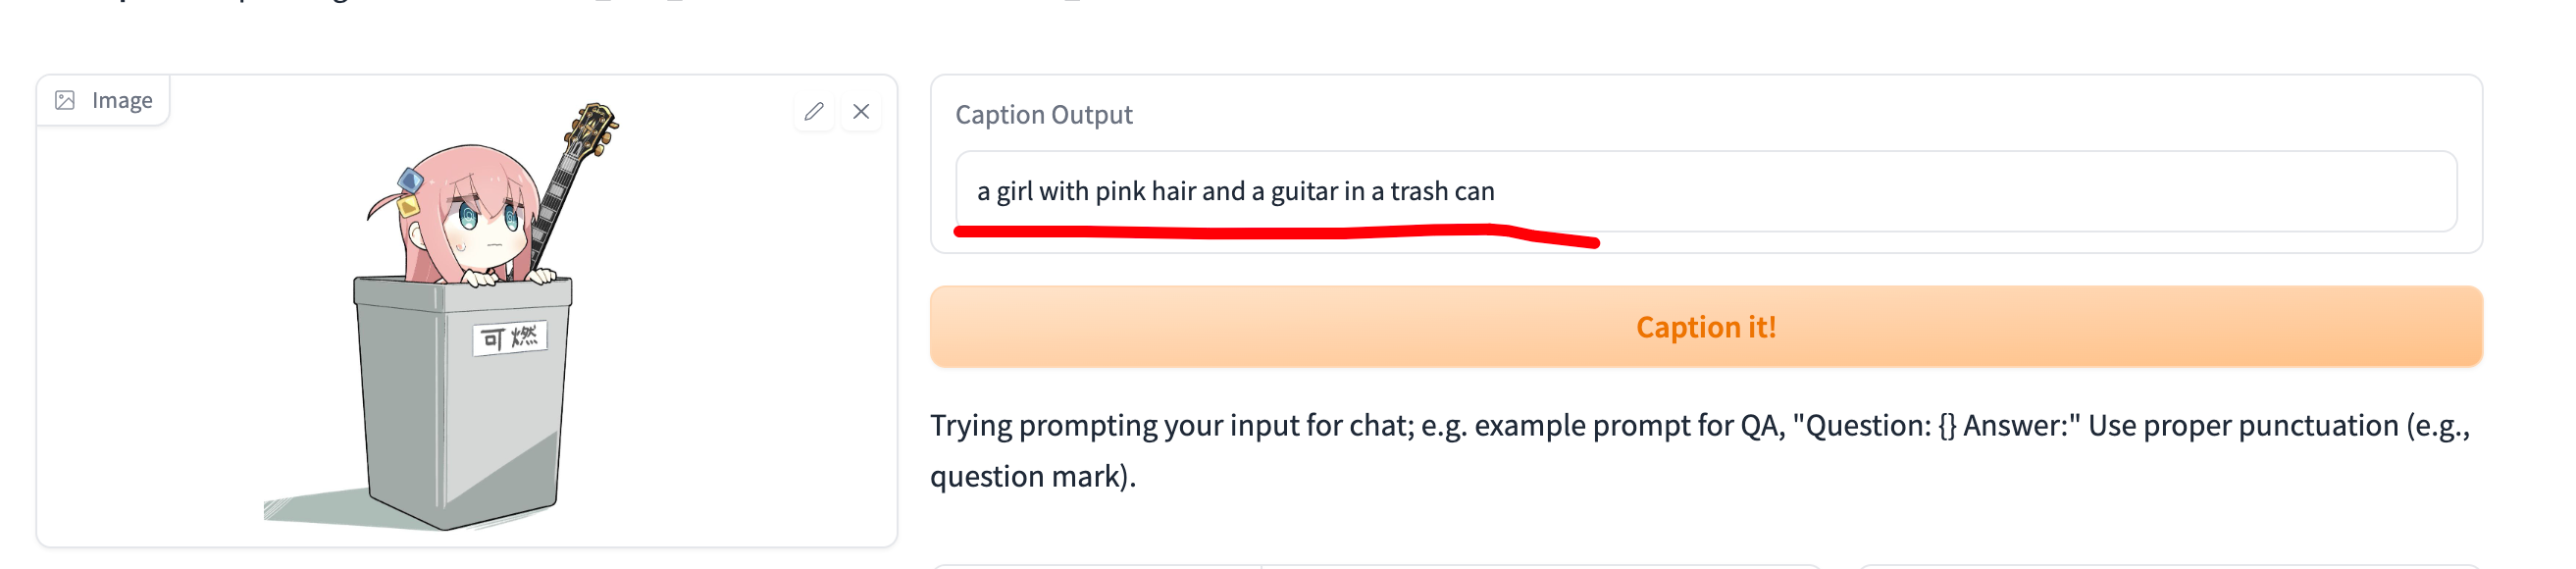 Image
Caption Output
a girl with pink hair and a guitar in a trash can
可燃
Caption it!
Trying prompting your input for chat; e.g. example prompt for QA, "Question: {} Answer:" Use proper punctuation (e.g.,
question mark).